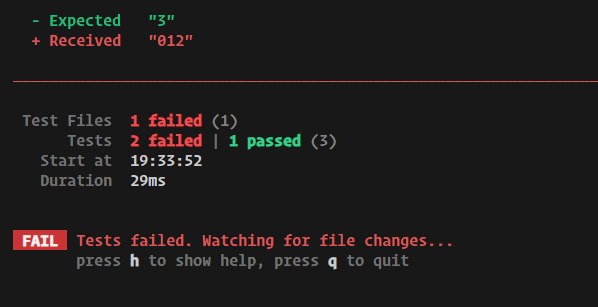 - Expected "3"
+ Received "012"
Test Files 1 failed (1)
Tests 2 failed | 1 passed (3)
Start at 19:33:52
Duration 29ms
FAIL Tests failed. Watching for file changes...
press h to show help, press q to quit